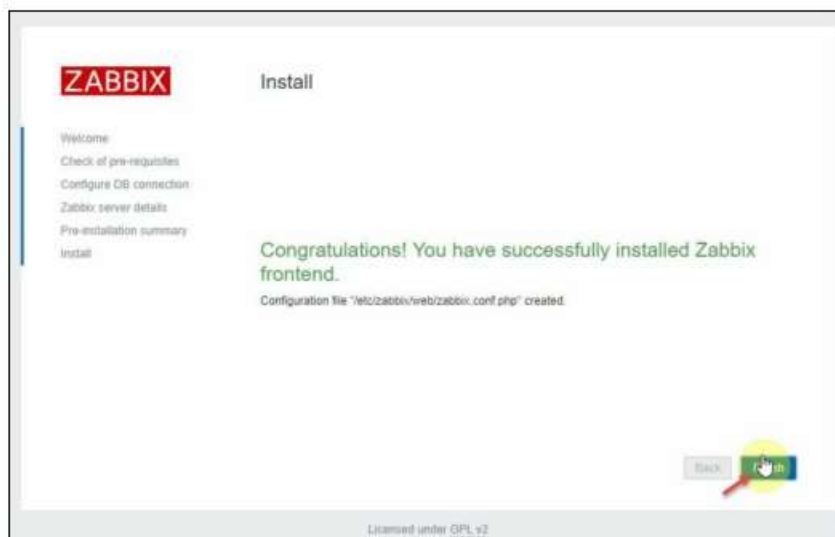 ZABBIX
Install
Welcome
Check of pre-requisites
Configure DB connection
Zabbix server details
Pre-installation summary
Install
Congratulations! You have successfully installed Zabbix
frontend.
Configuration file "/etc/zabbix/web/zabbix.conf.php" created.
Back
Licensed under GPL v2